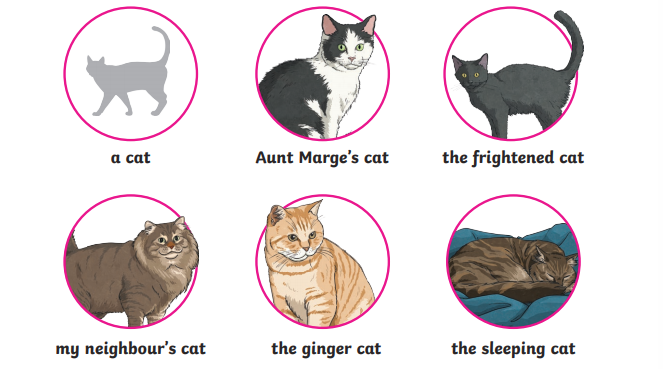 a cat
Aunt Marge's cat
the frightened cat
my neighbour's cat
the ginger cat
the sleeping cat